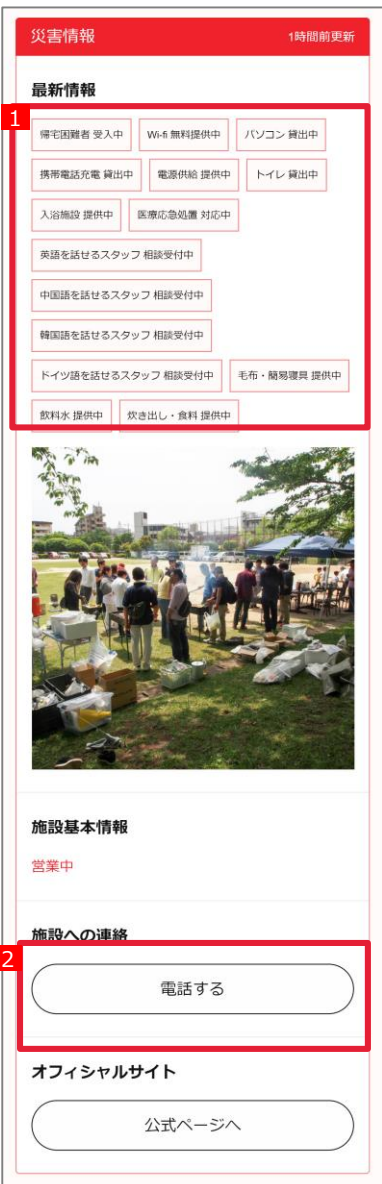 災害情報 1時間前更新
最新情報
1
帰宅困難者 受入中 Wi-fi 無料提供中 パソコン 貸出中
携帯電話充電 貸出中 電源供給 提供中 トイレ 貸出中
入浴施設 提供中 医療応急処置 対応中
英語を話せるスタッフ 相談受付中
中国語を話せるスタッフ 相談受付中
韓国語を話せるスタッフ 相談受付中
ドイツ語を話せるスタッフ 相談受付中 毛布・簡易寝具 提供中
飲料水 提供中 炊き出し・食料 提供中
施設基本情報
営業中
施設への連絡
2
電話する
オフィシャルサイト
公式ページへ